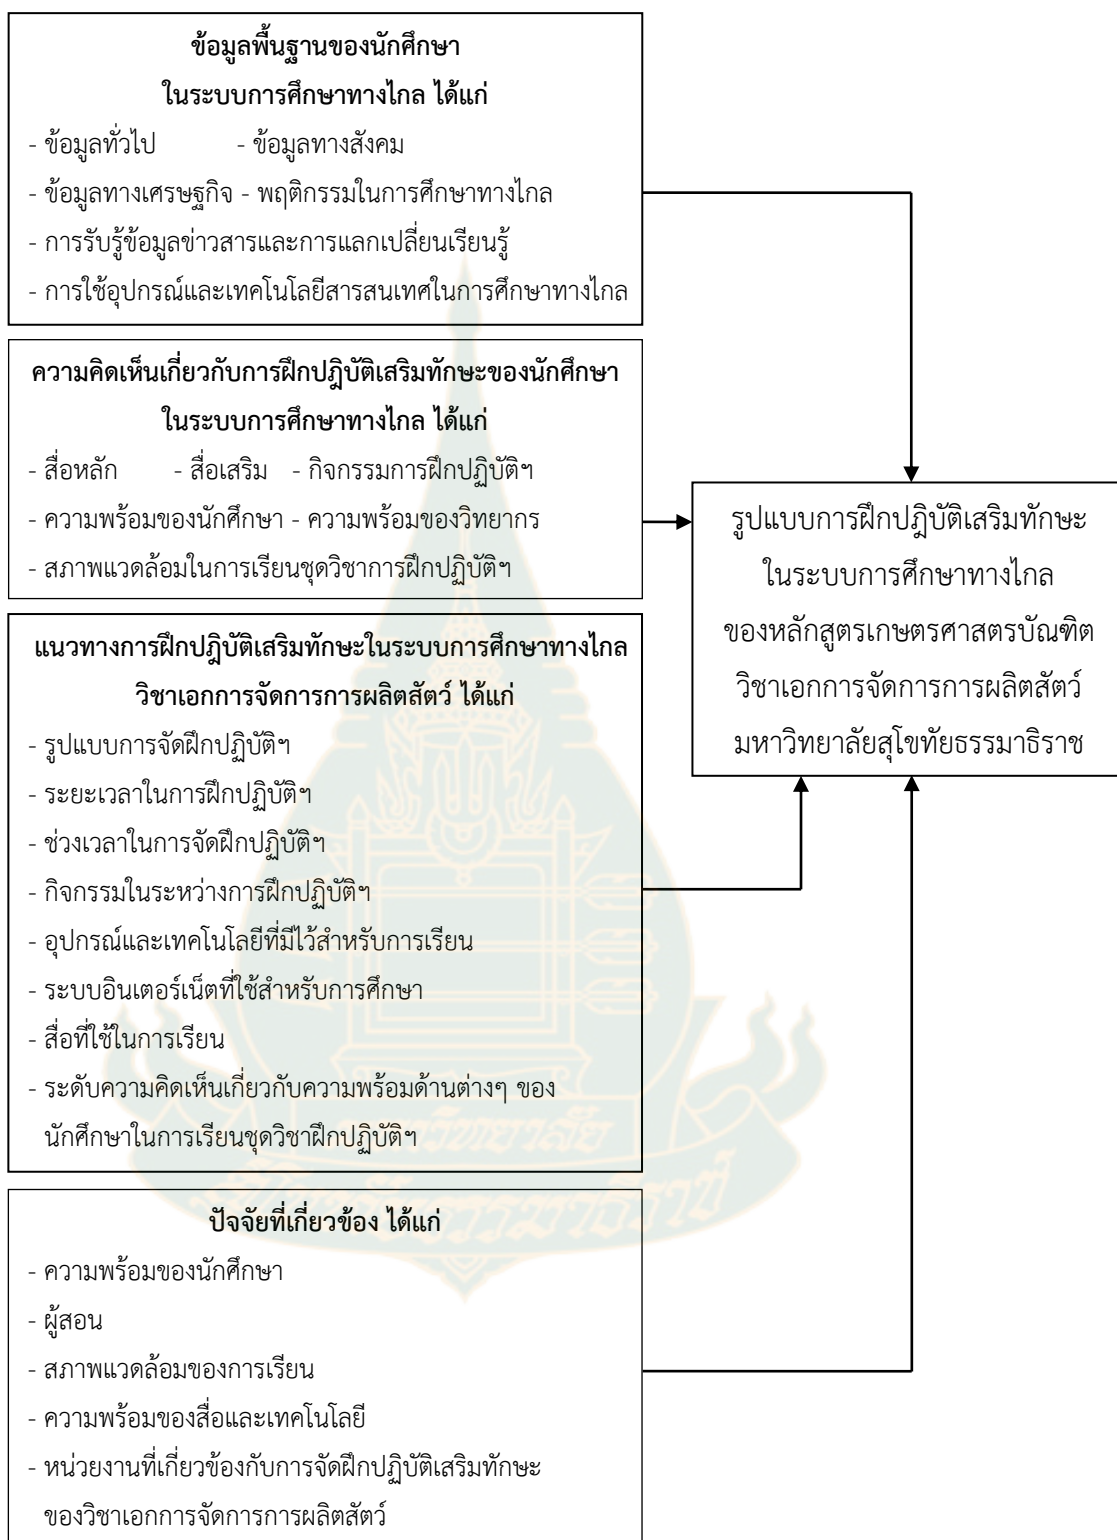 ข้อมูลพื้นฐานของนักศึกษา
ในระบบการศึกษาทางไกล ได้แก่
- ข้อมูลทั่วไป - ข้อมูลทางสังคม
- ข้อมูลทางเศรษฐกิจ - พฤติกรรมในการศึกษาทางไกล
- การรับรู้ข้อมูลข่าวสารและการแลกเปลี่ยนเรียนรู้
- การใช้อุปกรณ์และเทคโนโลยีสารสนเทศในการศึกษาทางไกล
ความคิดเห็นเกี่ยวกับการฝึกปฎิบัติเสริมทักษะของนักศึกษา
ในระบบการศึกษาทางไกล ได้แก่
- สื่อหลัก - สื่อเสริม - กิจกรรมการฝึกปฏิบัติฯ
- ความพร้อมของนักศึกษา - ความพร้อมของวิทยากร
- สภาพแวดล้อมในการเรียนชุดวิชาการฝึกปฏิบัติฯ
แนวทางการฝึกปฎิบัติเสริมทักษะในระบบการศึกษาทางไกล
วิชาเอกการจัดการการผลิตสัตว์ ได้แก่
- รูปแบบการจัดฝึกปฏิบัติฯ
- ระยะเวลาในการฝึกปฏิบัติฯ
- ช่วงเวลาในการจัดฝึกปฏิบัติฯ
- กิจกรรมในระหว่างการฝึกปฏิบัติฯ
- อุปกรณ์และเทคโนโลยีที่มีไว้สำหรับการเรียน
- ระบบอินเตอร์เน็ตที่ใช้สำหรับการศึกษา
- สื่อที่ใช้ในการเรียน
- ระดับความคิดเห็นเกี่ยวกับความพร้อมด้านต่างๆ ของ
นักศึกษาในการเรียนชุดวิชาฝึกปฏิบัติฯ
ปัจจัยที่เกี่ยวข้อง ได้แก่
- ความพร้อมของนักศึกษา
- ผู้สอน
- สภาพแวดล้อมของการเรียน
- ความพร้อมของสื่อและเทคโนโลยี
- หน่วยงานที่เกี่ยวข้องกับการจัดฝึกปฏิบัติเสริมทักษะ
ของวิชาเอกการจัดการการผลิตสัตว์
รูปแบบการฝึกปฎิบัติเสริมทักษะ
ในระบบการศึกษาทางไกล
ของหลักสูตรเกษตรศาสตรบัณฑิต
วิชาเอกการจัดการการผลิตสัตว์
มหาวิทยาลัยสุโขทัยธรรมาธิราช
มหาวิทยาลัย
สุโขทัยธรรมาธิราช